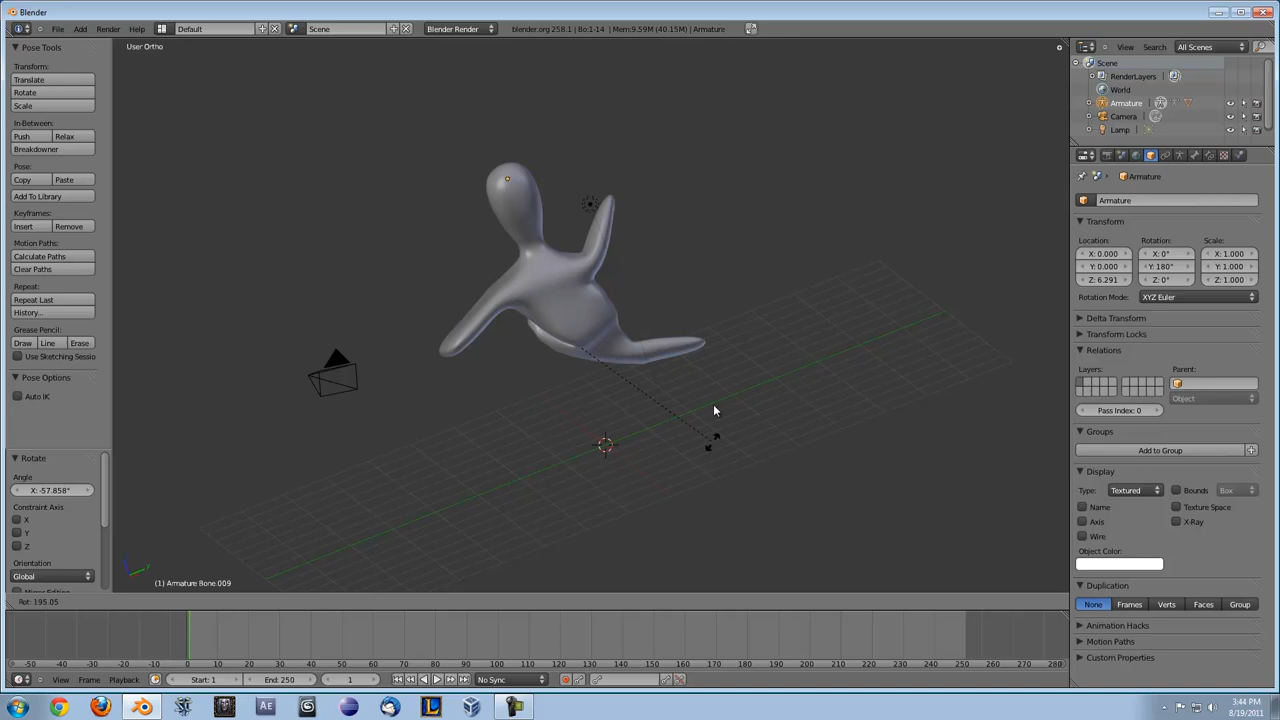 Blender
File Add Render Help Default Scene Blender Render blender.org 258.1 | Bo:1-14 | Mem:9.59M (40.15M) | Armature
Pose Tools
Transform:
Translate
Rotate
Scale
In-Between:
Push Relax
Breakdowner
Pose:
Copy Paste
Add To Library
Keyframes:
Insert Remove
Motion Paths:
Calculate Paths
Clear Paths
Repeat:
Repeat Last
History...
Grease Pencil:
Draw Line Erase
Use Sketching Sessio
Pose Options
Auto IK
Rotate
Angle
X: -57.858°
Constraint Axis
X
Y
Z
Orientation
Global
User Ortho
(1) Armature Bone.009
Rot: 195.05
-50 -40 -30 -20 -10 0 10 20 30 40 50 60 70 80 90 100 110 120 130 140 150 160 170 180 190 200 210 220 230 240 250 260 270 280
View Frame Playback Start: 1 End: 250 1 No Sync
View Search All Scenes
Scene
RenderLayers
World
Armature
Camera
Lamp
Armature
Armature
Transform
Location: Rotation: Scale:
X: 0.000 X: 0° X: 1.000
Y: 0.000 Y: 180° Y: 1.000
Z: 6.291 Z: 0° Z: 1.000
Rotation Mode: XYZ Euler
Delta Transform
Transform Locks
Relations
Layers: Parent:
Object
Pass Index: 0
Groups
Add to Group
Display
Type: Textured Bounds Box
Name Texture Space
Axis X-Ray
Wire
Object Color:
Duplication
None Frames Verts Faces Group
Animation Hacks
Motion Paths
Custom Properties
3:44 PM
8/19/2011